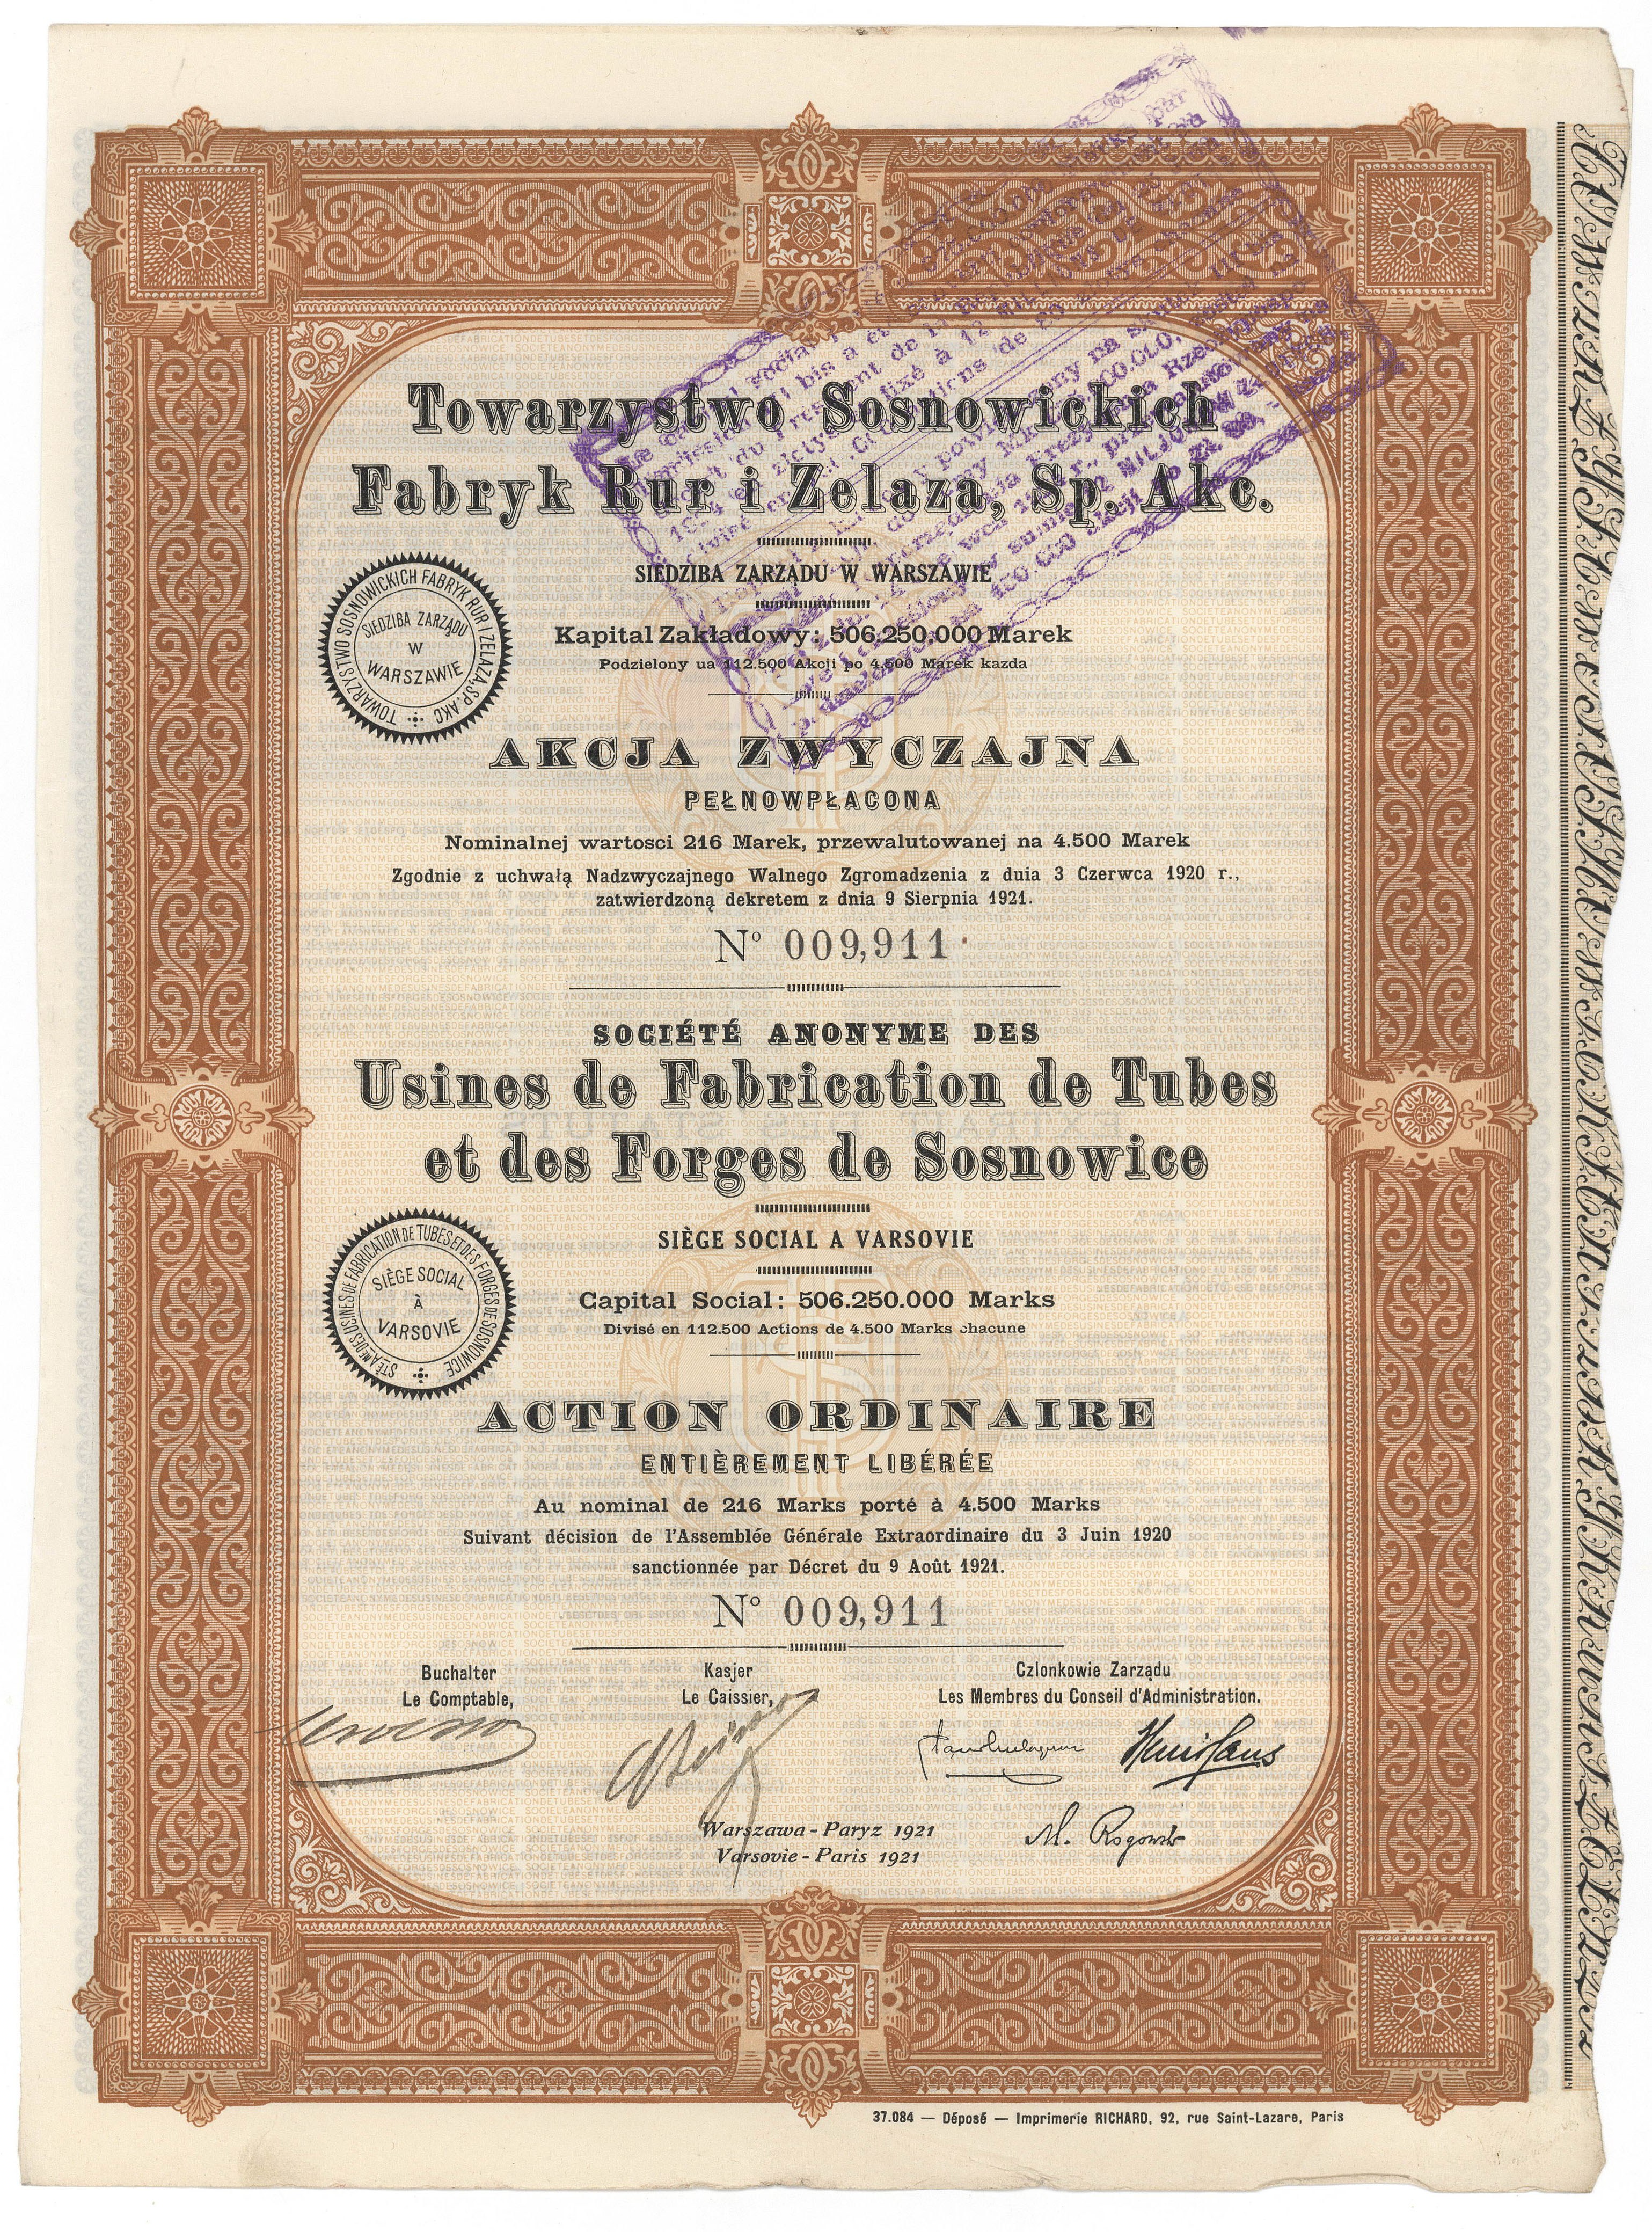 Towarzystwo Sosnowickich
Fabryk Rur i Zelaza, Sp. Akc.
SIEDZIBA ZARZĄDU W WARSZAWIE
Kapital Zakładowy: 506.250.000 Marek
Podzielony ua 112.500 Akcji po 4.500 Marek kazda
TOWARZYSTWO SOSNOWICKICH FABRYK RUR I ZELAZA, SP. AKC
SIEDZIBA ZARZĄDU
W
WARSZAWIE
AKCJA ZWYCZAJNA
PEŁNOWPŁACONA
Nominalnej wartosci 216 Marek, przewalutowanej na 4.500 Marek
Zgodnie z uchwałą Nadzwyczajnego Walnego Zgromadzenia z duia 3 Czerwca 1920 r.,
zatwierdzoną dekretem z dnia 9 Sierpnia 1921.
Nº 009,911
SOCIÉTÉ ANONYME DES
Usines de Fabrication de Tubes
et des Forges de Sosnowice
SIÈGE SOCIAL A VARSOVIE
Capital Social: 506.250.000 Marks
Divisé en 112.500 Actions de 4.500 Marks chacune
STÉ AME DES USINES DE FABRICATION DE TUBES ET DES FORGES DE SOSNOWICE
SIÈGE SOCIAL
À
VARSOVIE
ACTION ORDINAIRE
ENTIÈREMENT LIBÉRÉE
Au nominal de 216 Marks porté à 4.500 Marks
Suivant décision de l'Assemblée Générale Extraordinaire du 3 Juin 1920
sanctionnée par Décret du 9 Août 1921.
Nº 009,911
Buchalter
Le Comptable,
Kasjer
Le Caissier,
Czlonkowie Zarządu
Les Membres du Conseil d'Administration.
Warszawa - Paryz 1921
Varsovie - Paris 1921
37.084 — Déposé — Imprimerie RICHARD, 92, rue Saint-Lazare, Paris